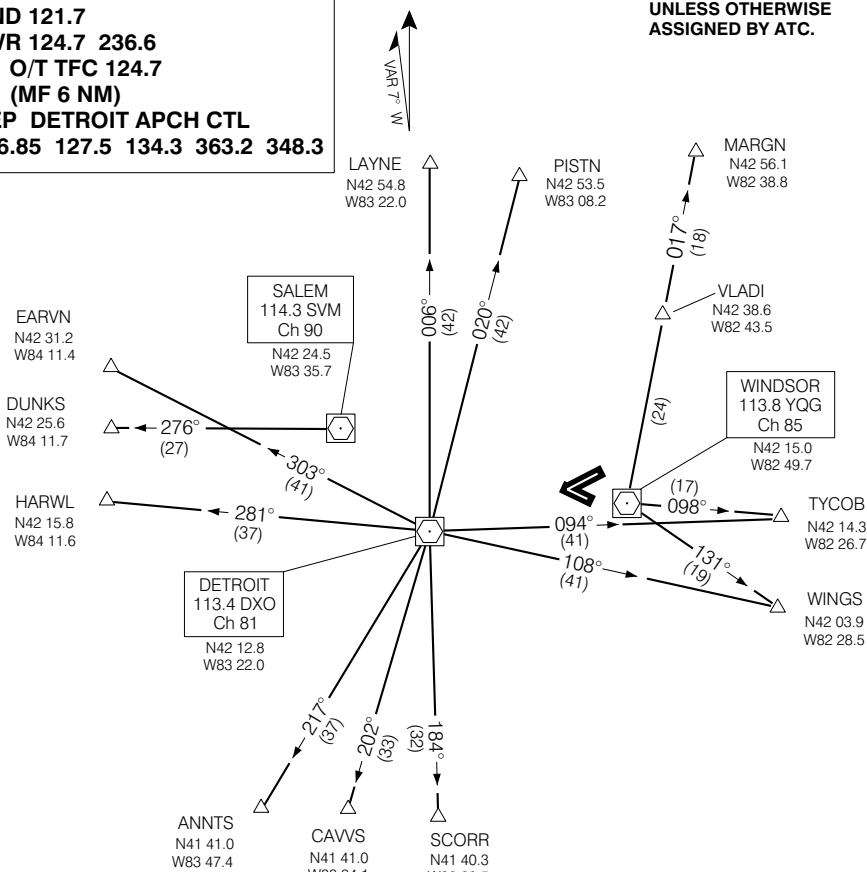 121.7
124.7 236.6
O/T TFC 124.7
(MF 6 NM)
DETROIT APCH CTL
127.5 134.3 363.2 348.3
UNLESS OTHERWISE
ASSIGNED BY ATC.
VAR 7° W
LAYNE
N42 54.8
W83 22.0
PISTN
N42 53.5
W83 08.2
MARGN
N42 56.1
W82 38.8
017°
(18)
VLADI
N42 38.6
W82 43.5
(24)
SALEM
114.3 SVM
Ch 90
N42 24.5
W83 35.7
006°
(42)
020°
(42)
EARVN
N42 31.2
W84 11.4
DUNKS
N42 25.6
W84 11.7
276°
(27)
303°
(41)
WINDSOR
113.8 YQG
Ch 85
N42 15.0
W82 49.7
HARWL
N42 15.8
W84 11.6
281°
(37)
(17)
098°
TYCOB
N42 14.3
W82 26.7
094°
(41)
131°
(19)
108°
(41)
WINGS
N42 03.9
W82 28.5
DETROIT
113.4 DXO
Ch 81
N42 12.8
W83 22.0
217°
(37)
202°
(33)
184°
(32)
ANNTS
N41 41.0
W83 47.4
CAVVS
N41 41.0
SCORR
N41 40.3